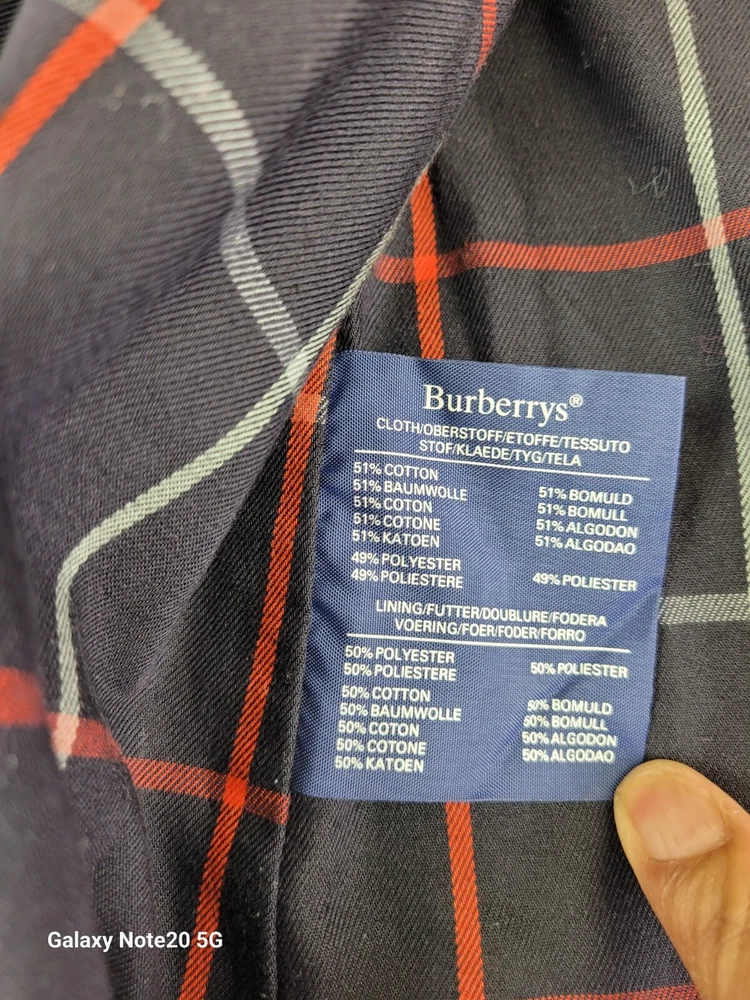 Burberrys®
CLOTH/OBERSTOFF/ETOFFE/TESSUTO
STOF/KLAEDE/TYG/TELA
51% COTTON
51% BAUMWOLLE
51% COTON
51% COTONE
51% KATOEN
51% BOMULD
51% BOMULL
51% ALGODON
51% ALGODAO
49% POLYESTER
49% POLIESTERE
49% POLIESTER
LINING/FUTTER/DOUBLURE/FODERA
VOERING/FOER/FODER/FORRO
50% POLYESTER
50% POLIESTERE
50% POLIESTER
50% COTTON
50% BAUMWOLLE
50% COTON
50% COTONE
50% KATOEN
50% BOMULD
50% BOMULL
50% ALGODON
50% ALGODAO
Galaxy Note20 5G